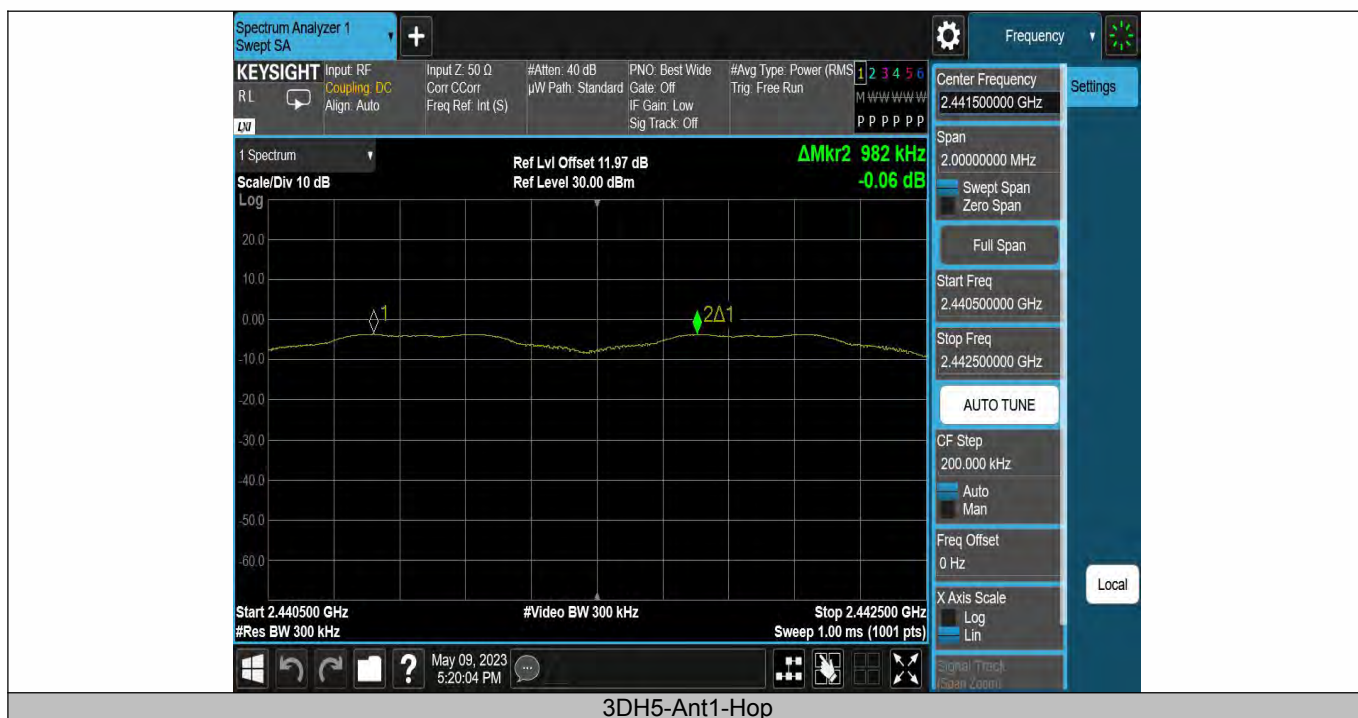 Spectrum Analyzer 1
Swept SA
+
Frequency
KEYSIGHT
R L
LXI
Input: RF
Coupling: DC
Align: Auto
Input Z: 50 Ω
Corr CCorr
Freq Ref: Int (S)
#Atten: 40 dB
µW Path: Standard
PNO: Best Wide
Gate: Off
IF Gain: Low
Sig Track: Off
#Avg Type: Power (RMS
Trig: Free Run
1 2 3 4 5 6
M W W W W W
P P P P P P
Center Frequency
2.441500000 GHz
Settings
Span
2.00000000 MHz
Swept Span
Zero Span
Full Span
Start Freq
2.440500000 GHz
Stop Freq
2.442500000 GHz
AUTO TUNE
CF Step
200.000 kHz
Auto
Man
Freq Offset
0 Hz
X Axis Scale
Log
Lin
Signal Track
(Span Zoom)
Local
1 Spectrum
Scale/Div 10 dB
Log
Ref Lvl Offset 11.97 dB
Ref Level 30.00 dBm
ΔMkr2 982 kHz
-0.06 dB
20.0
10.0
0.00
-10.0
-20.0
-30.0
-40.0
-50.0
-60.0
1
2Δ1
Start 2.440500 GHz
#Res BW 300 kHz
#Video BW 300 kHz
Stop 2.442500 GHz
Sweep 1.00 ms (1001 pts)
?
May 09, 2023
5:20:04 PM
3DH5-Ant1-Hop